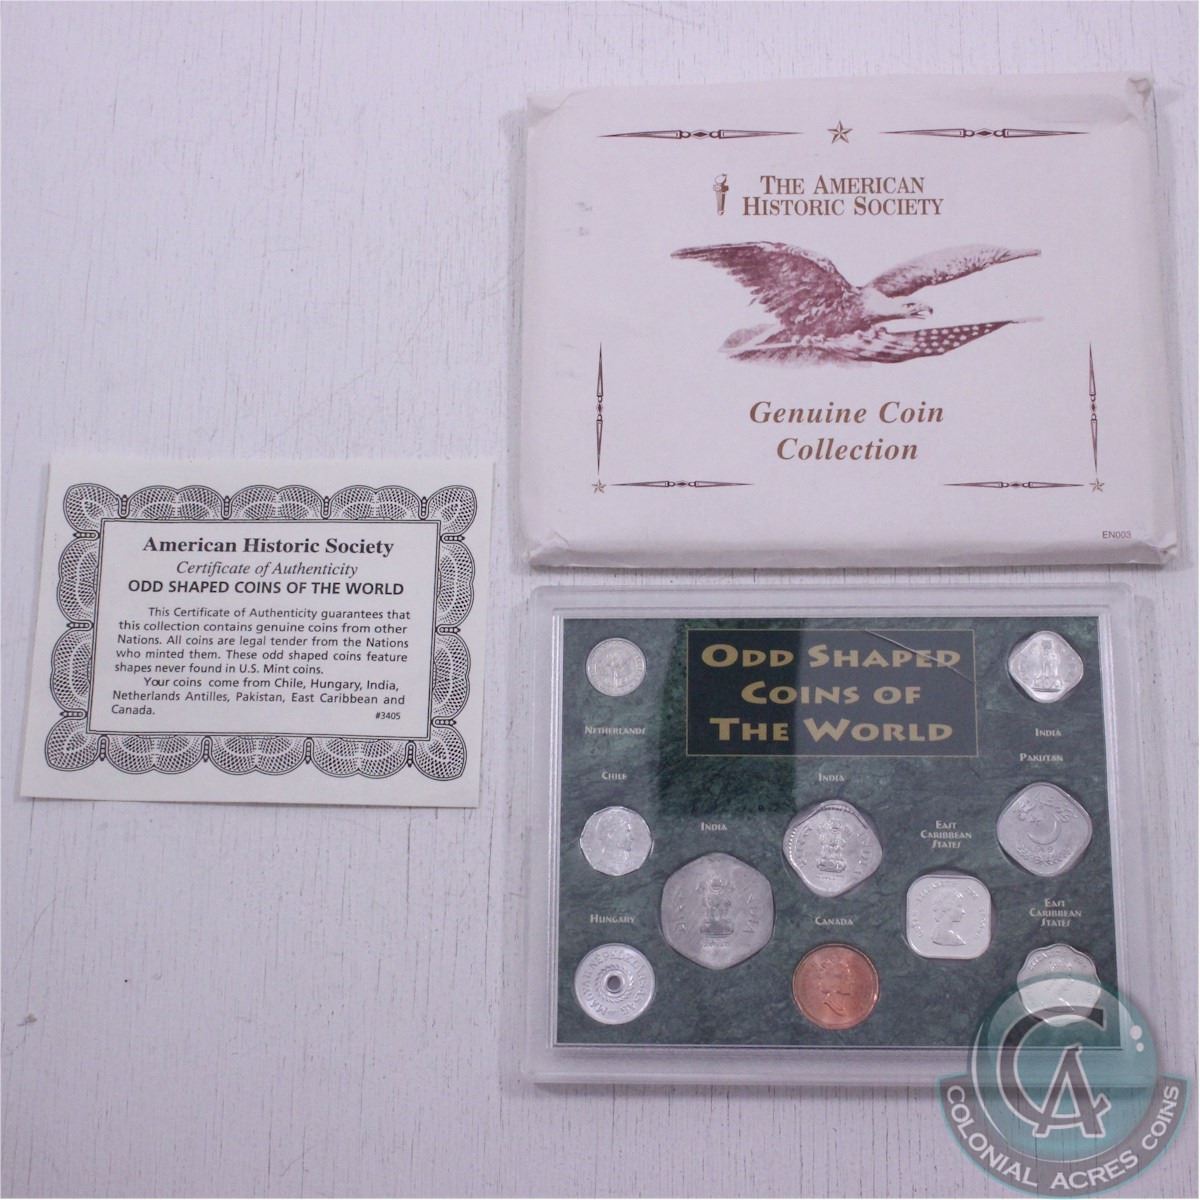 THE AMERICAN
HISTORIC SOCIETY
Genuine Coin
Collection
EN003
American Historic Society
Certificate of Authenticity
ODD SHAPED COINS OF THE WORLD
This Certificate of Authenticity guarantees that
this collection contains genuine coins from other
Nations. All coins are legal tender from the Nations
who minted them. These odd shaped coins feature
shapes never found in U.S. Mint coins.
Your coins come from Chile, Hungary, India,
Netherlands Antilles, Pakistan, East Caribbean and
Canada.
#3405
ODD SHAPED
COINS OF
THE WORLD
NETHERLANDS
INDIA
PAKISTAN
CHILE
INDIA
INDIA
EAST
CARIBBEAN
STATES
HUNGARY
CANADA
EAST
CARIBBEAN
STATES
INDIA
INDIA
CA
COLONIAL ACRES COINS